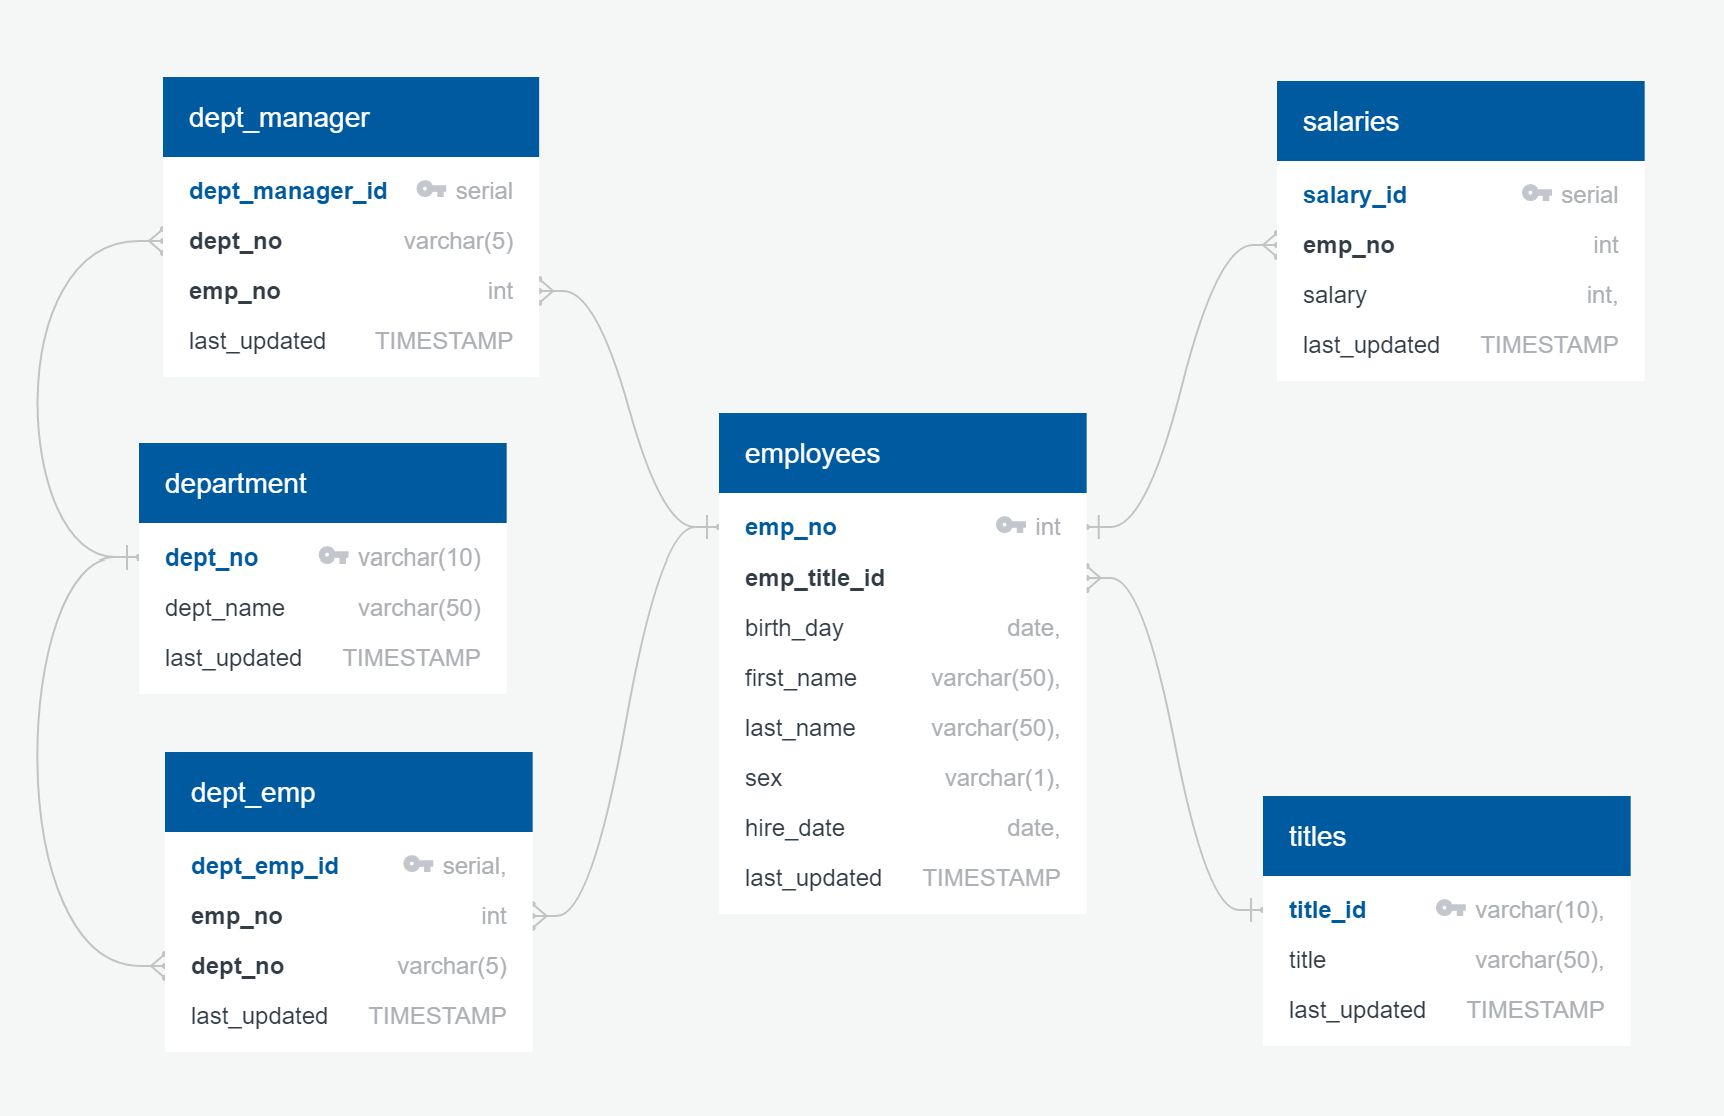 dept_manager
dept_manager_id serial
dept_no varchar(5)
emp_no int
last_updated TIMESTAMP
department
dept_no varchar(10)
dept_name varchar(50)
last_updated TIMESTAMP
dept_emp
dept_emp_id serial,
emp_no int
dept_no varchar(5)
last_updated TIMESTAMP
employees
emp_no int
emp_title_id
birth_day date,
first_name varchar(50),
last_name varchar(50),
sex varchar(1),
hire_date date,
last_updated TIMESTAMP
salaries
salary_id serial
emp_no int
salary int,
last_updated TIMESTAMP
titles
title_id varchar(10),
title varchar(50),
last_updated TIMESTAMP